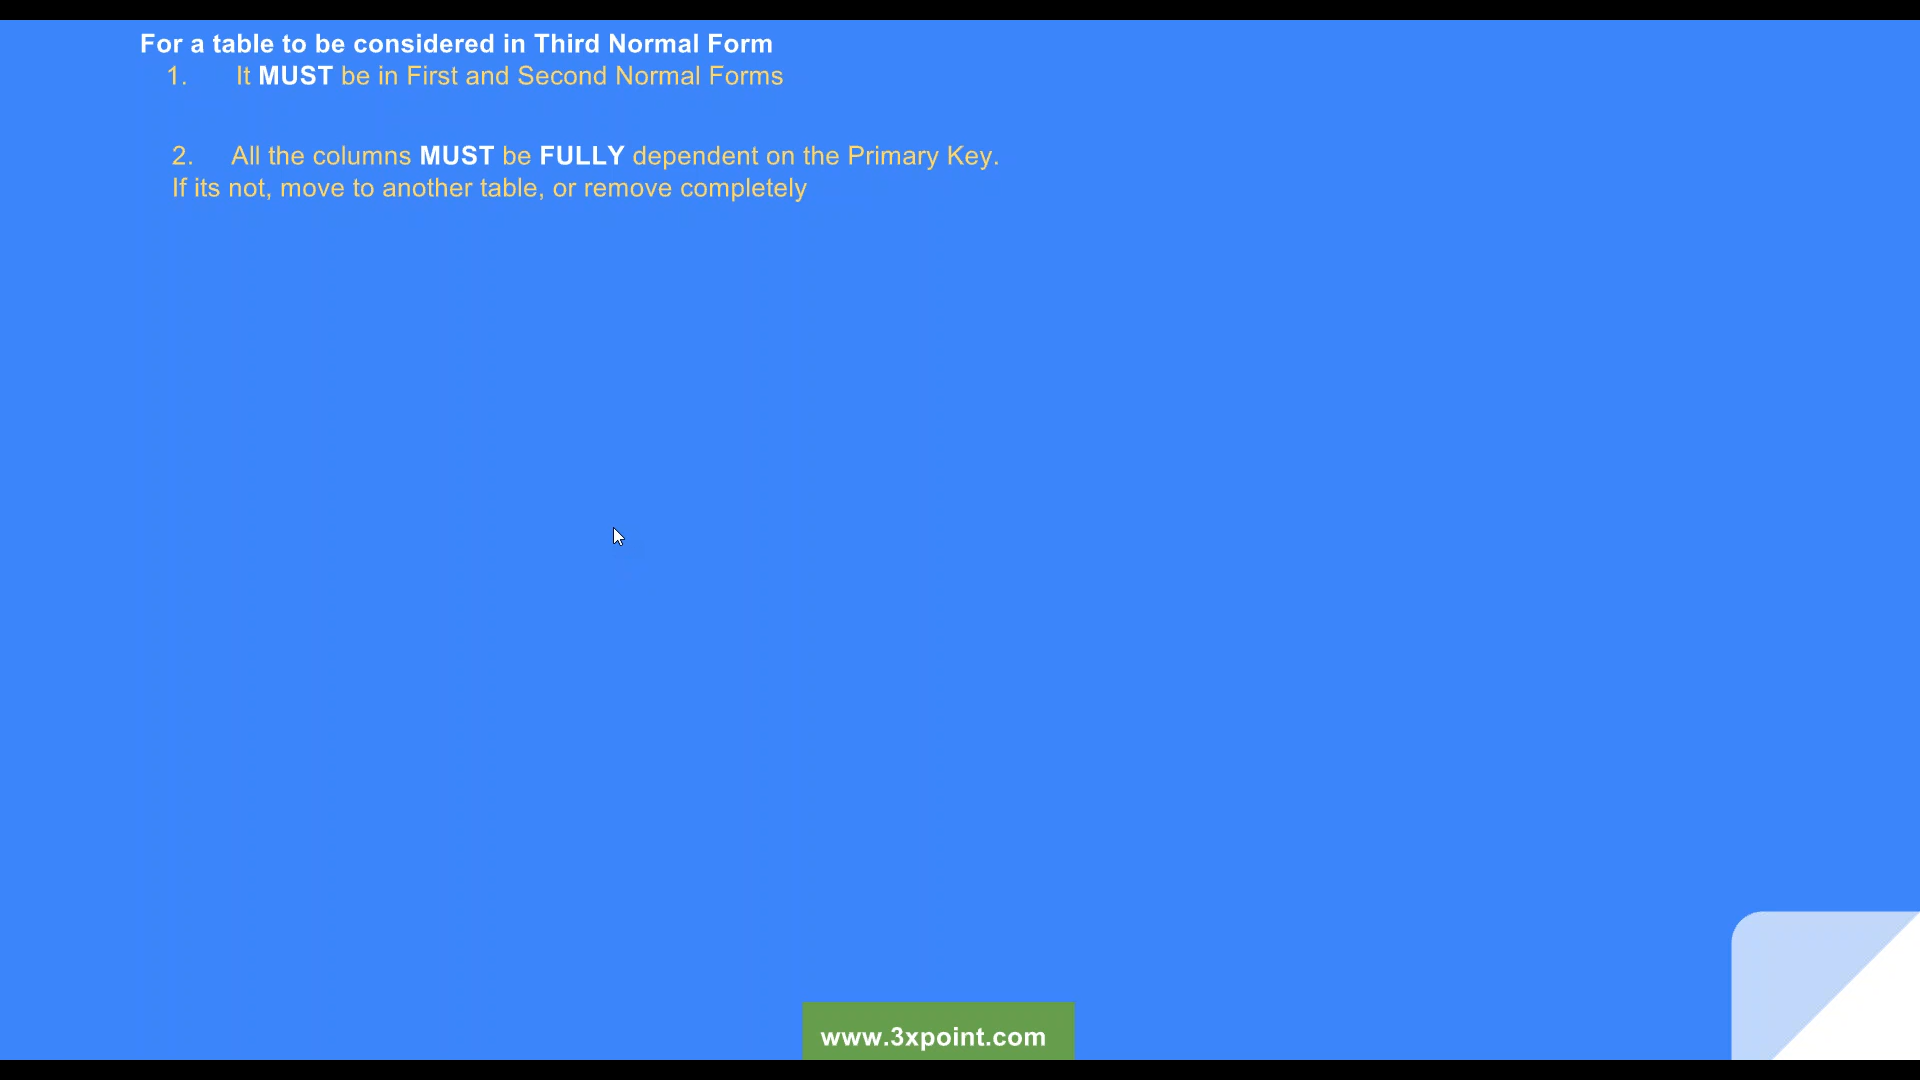 For a table to be considered in Third Normal Form
1. It MUST be in First and Second Normal Forms
2. All the columns MUST be FULLY dependent on the Primary Key.
If its not, move to another table, or remove completely
www.3xpoint.com